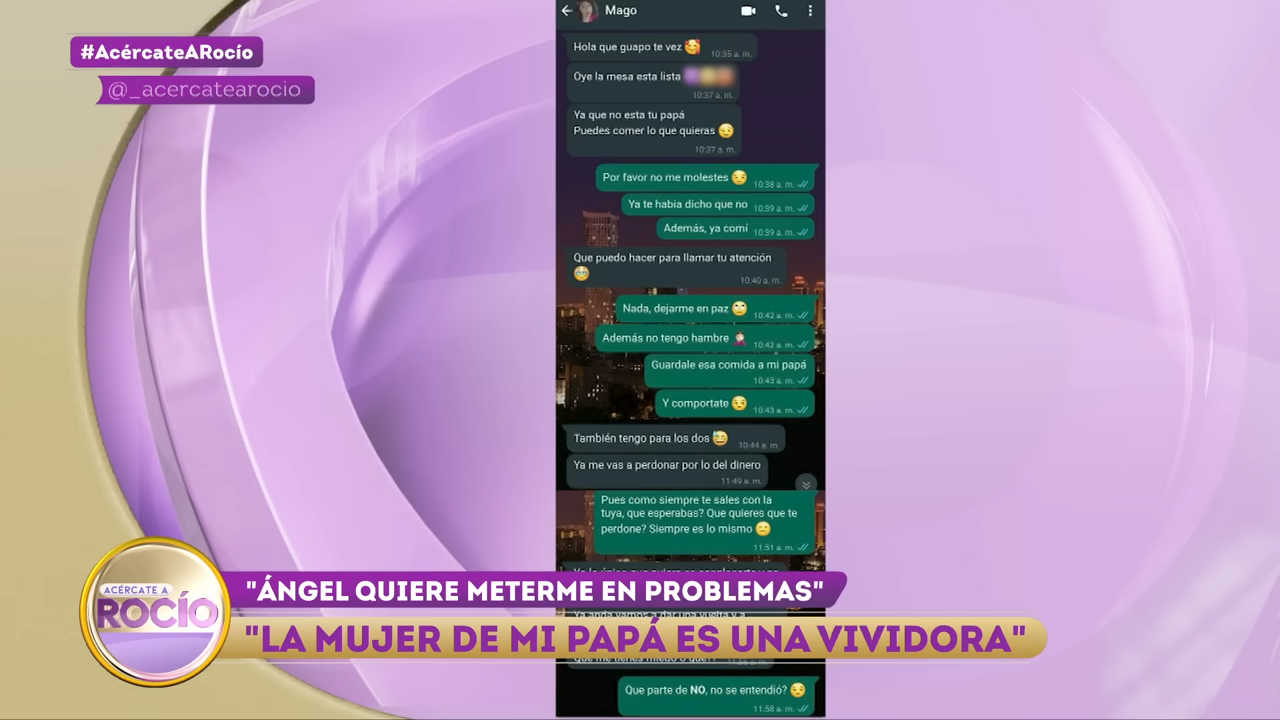 #AcércateARocío
@_acercatearocio
Mago
Hola que guapo te vez 🥰
10:35 a. m.
Oye la mesa esta lista
10:37 a. m.
Ya que no esta tu papá
Puedes comer lo que quieras 😏
10:37 a. m.
Por favor no me molestes 😒
10:38 a. m.
Ya te habia dicho que no
10:39 a. m.
Además, ya comí
10:39 a. m.
Que puedo hacer para llamar tu atención
🥹
10:40 a. m.
Nada, dejarme en paz 🙄
10:42 a. m.
Además no tengo hambre 🤦🏻‍♀️
10:42 a. m.
Guardale esa comida a mi papá
10:43 a. m.
Y comportate 😒
10:43 a. m.
También tengo para los dos 😅
10:44 a. m.
Ya me vas a perdonar por lo del dinero
11:49 a. m.
Pues como siempre te sales con la
tuya, que esperabas? Que quieres que te
perdone? Siempre es lo mismo 😑
11:51 a. m.
ACÉRCATE A
ROCÍO
"ÁNGEL QUIERE METERME EN PROBLEMAS"
"LA MUJER DE MI PAPÁ ES UNA VIVIDORA"
Que parte de NO, no se entendió? 😒
11:58 a. m.